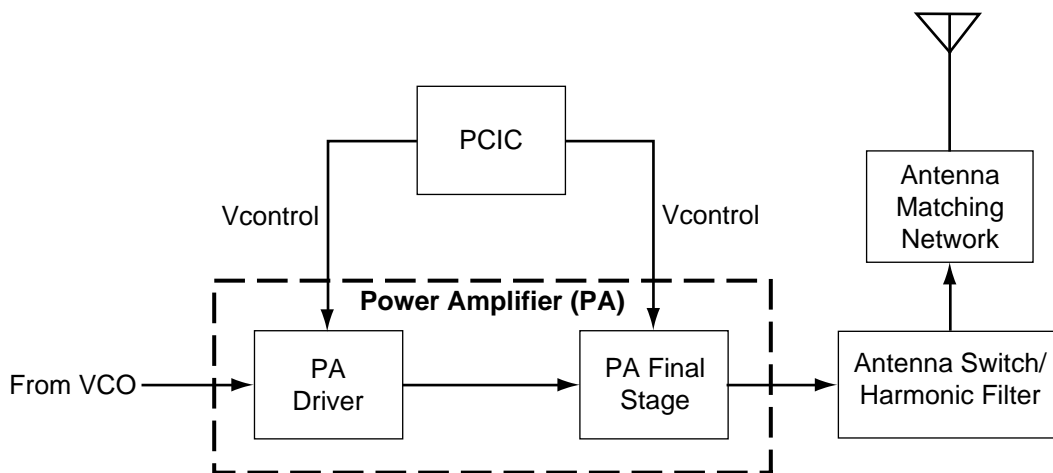 PCIC
Antenna
Matching
Network
Vcontrol
Vcontrol
Power Amplifier (PA)
From VCO
PA
Driver
PA Final
Stage
Antenna Switch/
Harmonic Filter